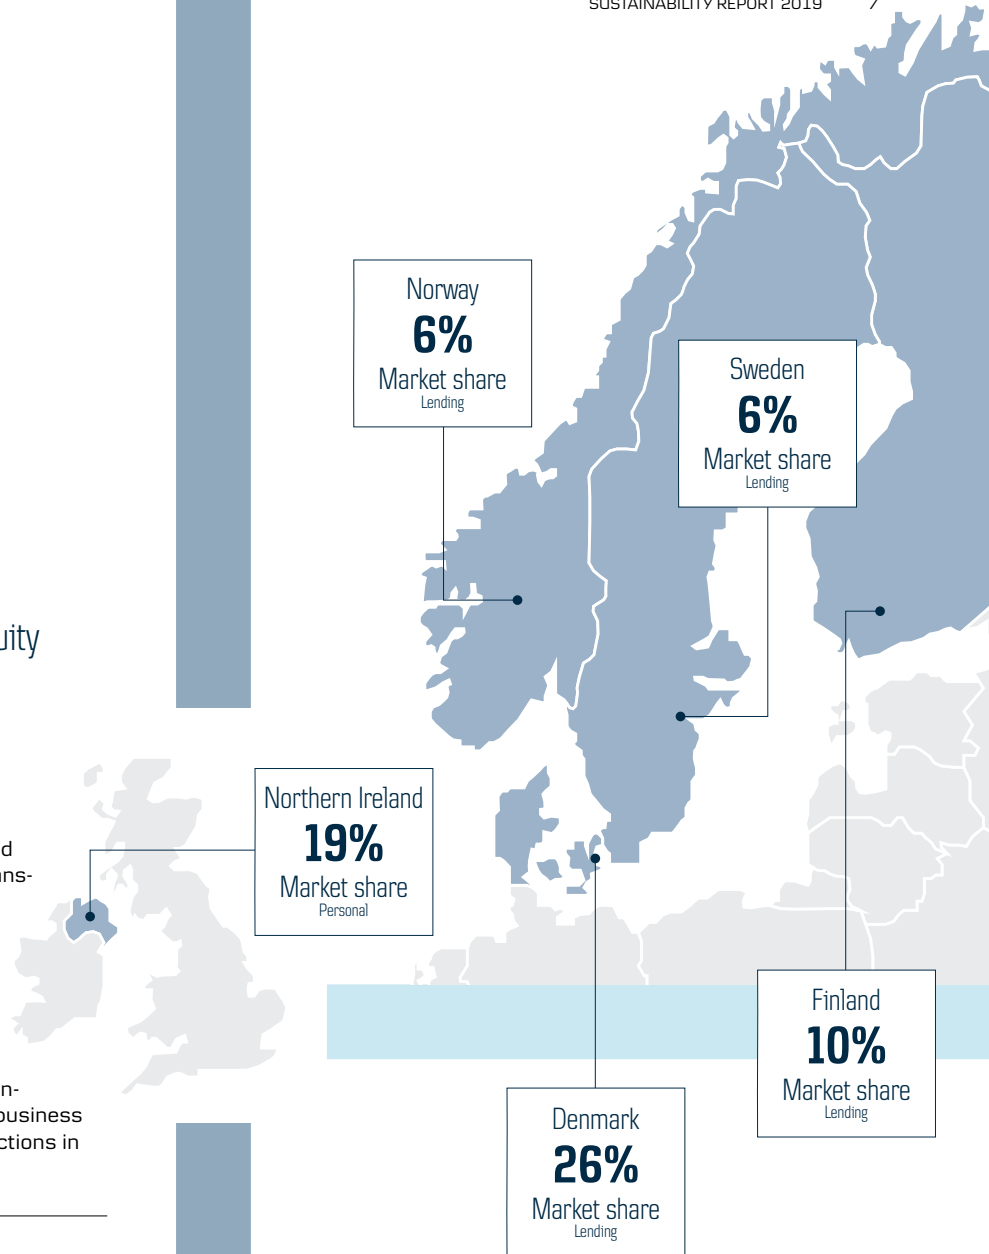 SUSTAINABILITY REPORT 2019 7
Norway
6%
Market share
Lending
Sweden
6%
Market share
Lending
uity
Northern Ireland
19%
Market share
Personal
d
ns-
Finland
10%
Market share
Lending
n-
business
ctions in
Denmark
26%
Market share
Lending